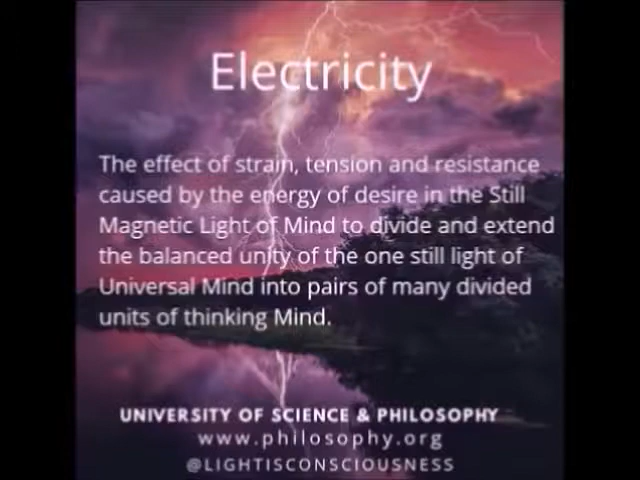 Electricity
The effect of strain, tension and resistance
caused by the energy of desire in the Still
Magnetic Light of Mind to divide and extend
the balanced unity of the one still light of
Universal Mind into pairs of many divided
units of thinking Mind.
UNIVERSITY OF SCIENCE & PHILOSOPHY
www.philosophy.org
@LIGHTISCONSCIOUSNESS